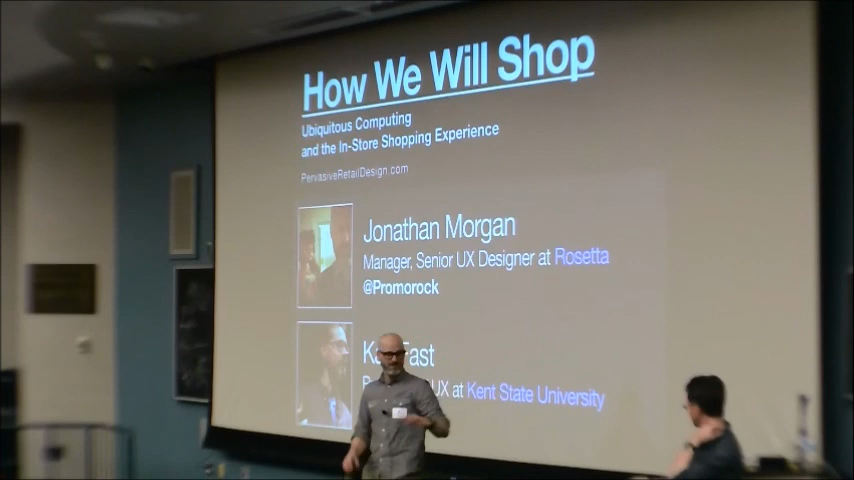 How We Will Shop
Ubiquitous Computing
and the In-Store Shopping Experience
PervasiveRetailDesign.com
Jonathan Morgan
Manager, Senior UX Designer at Rosetta
@Promorock
Fast
UX at Kent State University